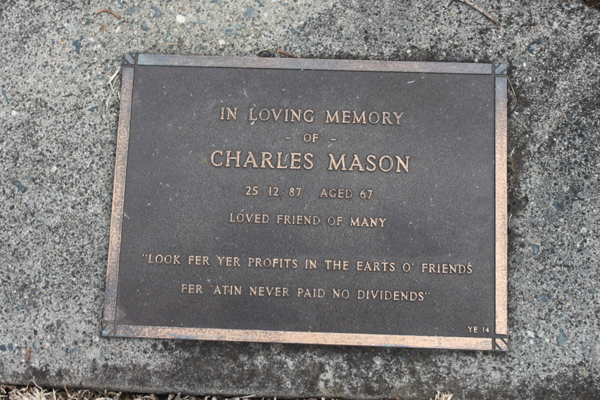 IN LOVING MEMORY
- OF -
CHARLES MASON
25 12 87 AGED 67
LOVED FRIEND OF MANY
"LOOK FER YER PROFITS IN THE EARTS O' FRIENDS
FER 'ATIN NEVER PAID NO DIVIDENDS"
YE 14